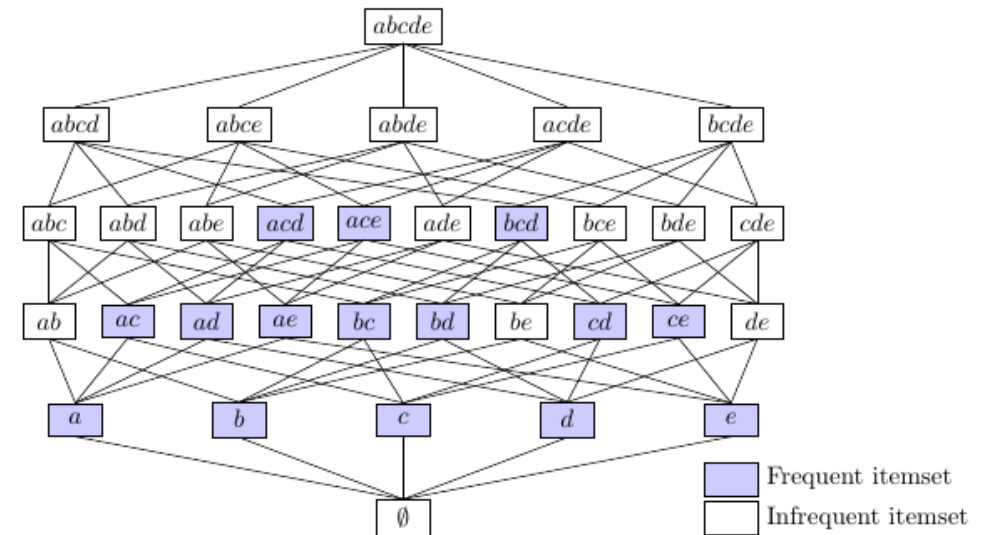 abcde
abcd abce abde acde bcde
abc abd abe acd ace ade bcd bce bde cde
ab ac ad ae bc bd be cd ce de
a b c d e
∅
Frequent itemset
Infrequent itemset